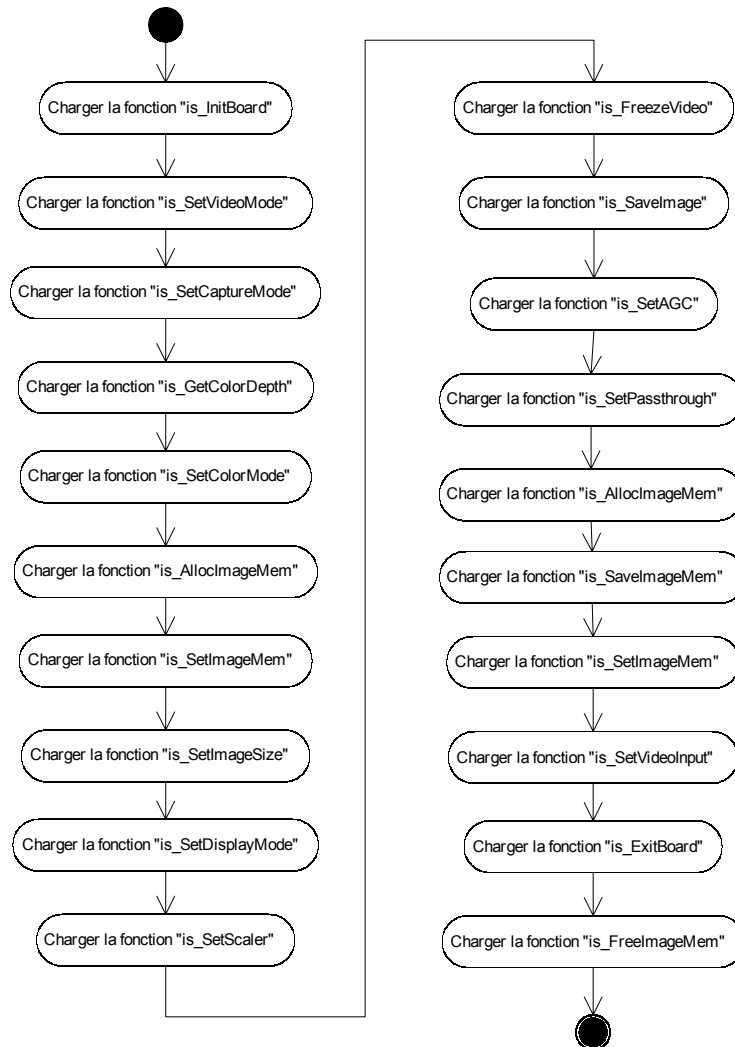 Charger la fonction "is_InitBoard"
Charger la fonction "is_SetVideoMode"
Charger la fonction "is_SetCaptureMode"
Charger la fonction "is_GetColorDepth"
Charger la fonction "is_SetColorMode"
Charger la fonction "is_AllocImageMem"
Charger la fonction "is_SetImageMem"
Charger la fonction "is_SetImageSize"
Charger la fonction "is_SetDisplayMode"
Charger la fonction "is_SetScaler"
Charger la fonction "is_FreezeVideo"
Charger la fonction "is_SaveImage"
Charger la fonction "is_SetAGC"
Charger la fonction "is_SetPassthrough"
Charger la fonction "is_AllocImageMem"
Charger la fonction "is_SaveImageMem"
Charger la fonction "is_SetImageMem"
Charger la fonction "is_SetVideoInput"
Charger la fonction "is_ExitBoard"
Charger la fonction "is_FreeImageMem"